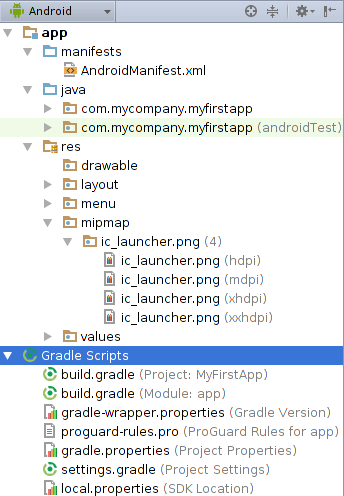 Android
app
manifests
AndroidManifest.xml
java
com.mycompany.myfirstapp
com.mycompany.myfirstapp (androidTest)
res
drawable
layout
menu
mipmap
ic_launcher.png (4)
ic_launcher.png (hdpi)
ic_launcher.png (mdpi)
ic_launcher.png (xhdpi)
ic_launcher.png (xxhdpi)
values
Gradle Scripts
build.gradle (Project: MyFirstApp)
build.gradle (Module: app)
gradle-wrapper.properties (Gradle Version)
proguard-rules.pro (ProGuard Rules for app)
gradle.properties (Project Properties)
settings.gradle (Project Settings)
local.properties (SDK Location)